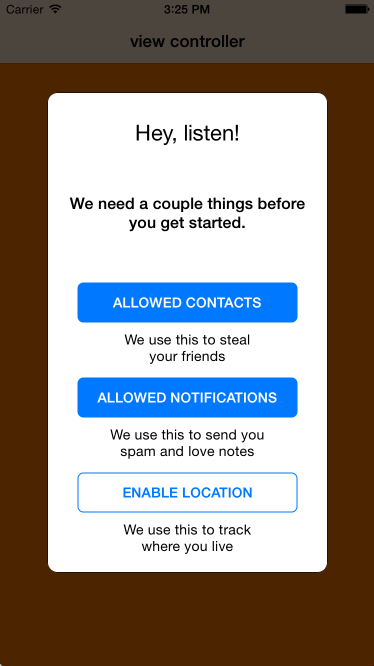 Carrier 3:25 PM
view controller
Hey, listen!
We need a couple things before
you get started.
ALLOWED CONTACTS
We use this to steal
your friends
ALLOWED NOTIFICATIONS
We use this to send you
spam and love notes
ENABLE LOCATION
We use this to track
where you live